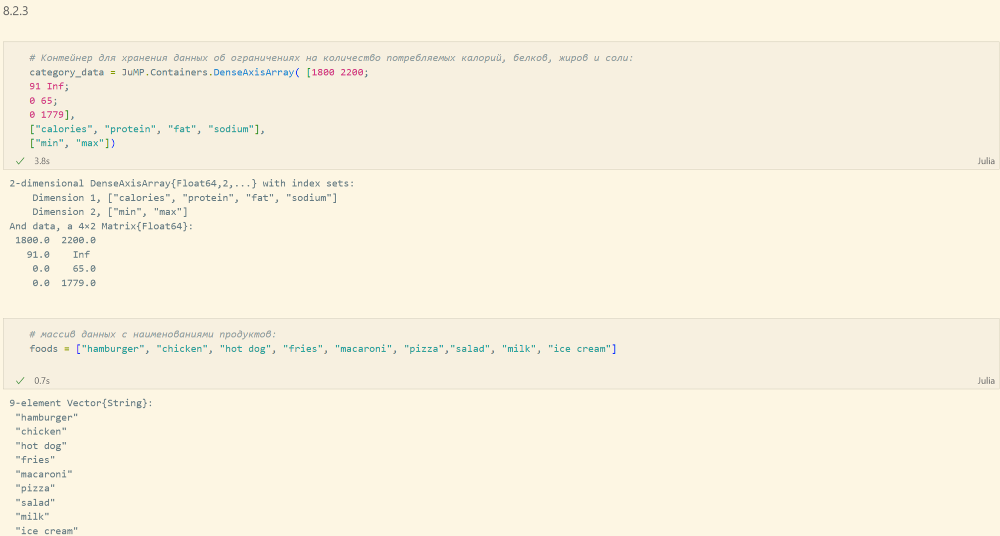 8.2.3
# Контейнер для хранения данных об ограничениях на количество потребляемых калорий, белков, жиров и соли:
category_data = JuMP.Containers.DenseAxisArray( [1800 2200;
91 Inf;
0 65;
0 1779],
["calories", "protein", "fat", "sodium"],
["min", "max"])
3.8s
Julia
2-dimensional DenseAxisArray{Float64,2,...} with index sets:
    Dimension 1, ["calories", "protein", "fat", "sodium"]
    Dimension 2, ["min", "max"]
And data, a 4×2 Matrix{Float64}:
 1800.0  2200.0
   91.0    Inf
    0.0    65.0
    0.0  1779.0
# массив данных с наименованиями продуктов:
foods = ["hamburger", "chicken", "hot dog", "fries", "macaroni", "pizza","salad", "milk", "ice cream"]
0.7s
Julia
9-element Vector{String}:
 "hamburger"
 "chicken"
 "hot dog"
 "fries"
 "macaroni"
 "pizza"
 "salad"
 "milk"
 "ice cream"